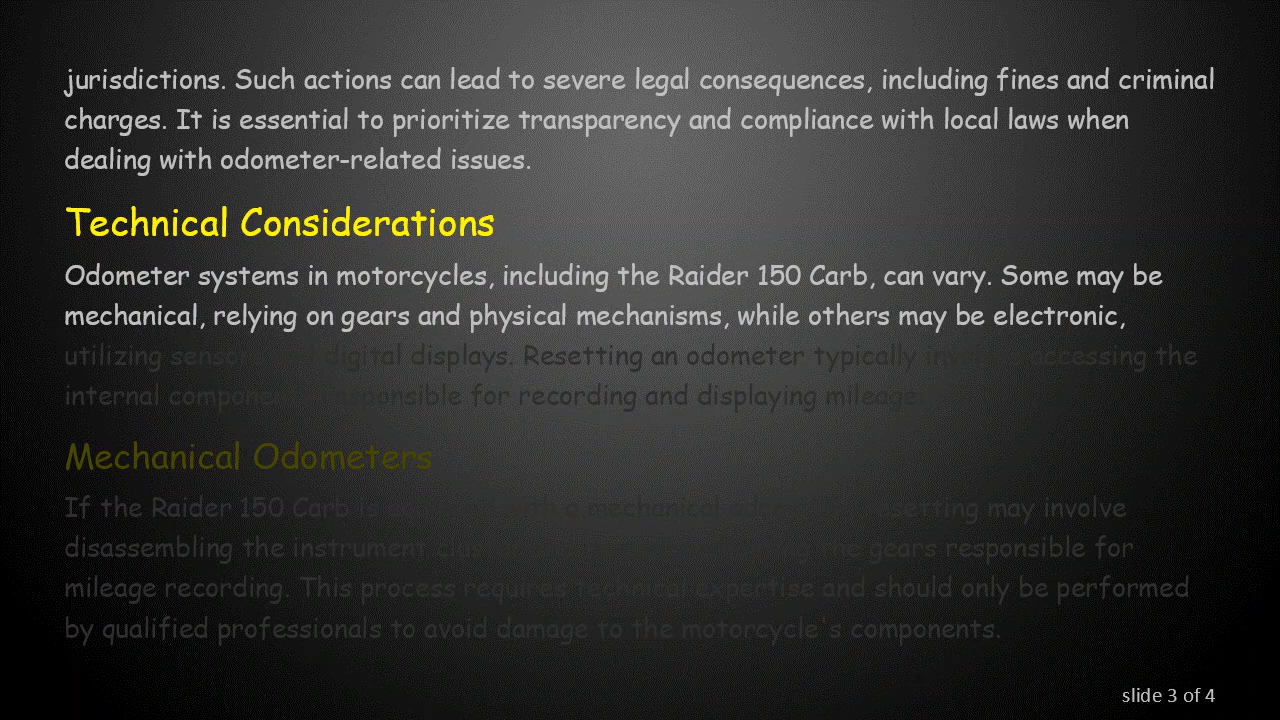 jurisdictions. Such actions can lead to severe legal consequences, including fines and criminal
charges. It is essential to prioritize transparency and compliance with local laws when
dealing with odometer-related issues.
Technical Considerations
Odometer systems in motorcycles, including the Raider 150 Carb, can vary. Some may be
mechanical, relying on gears and physical mechanisms, while others may be electronic,
utilizing digital displays. Resetting an odometer typically accessing the
internal responsible for recording and displaying mileage
Mechanical Odometers
If the Raider 150 Carb is a mechanical resetting may involve
disassembling the instrument gears responsible for
mileage recording. This process requires technical expertise and should only be performed
by qualified professionals to avoid damage to the motorcycle's components.
slide 3 of 4